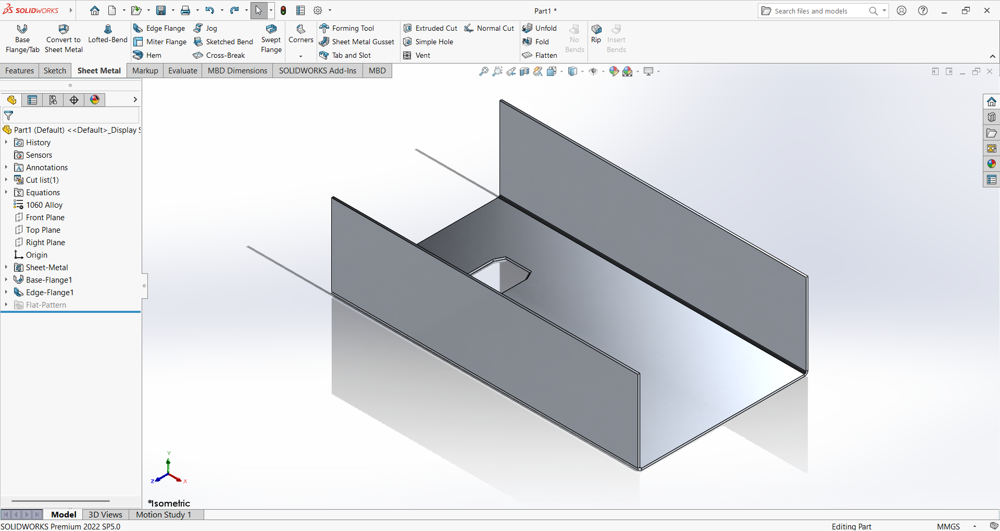 SOLIDWORKS
Part1 *
Search files and models
Base Flange/Tab
Convert to Sheet Metal
Lofted-Bend
Edge Flange
Miter Flange
Hem
Jog
Sketched Bend
Cross-Break
Swept Flange
Corners
Forming Tool
Sheet Metal Gusset
Tab and Slot
Extruded Cut
Simple Hole
Vent
Normal Cut
Unfold
Fold
Flatten
No Bends
Rip
Insert Bends
Features
Sketch
Sheet Metal
Markup
Evaluate
MBD Dimensions
SOLIDWORKS Add-Ins
MBD
Part1 (Default) <<Default>_Display S
History
Sensors
Annotations
Cut list(1)
Equations
1060 Alloy
Front Plane
Top Plane
Right Plane
Origin
Sheet-Metal
Base-Flange1
Edge-Flange1
Flat-Pattern
Y
Z
X
*Isometric
Model
3D Views
Motion Study 1
SOLIDWORKS Premium 2022 SP5.0
Editing Part
MMGS